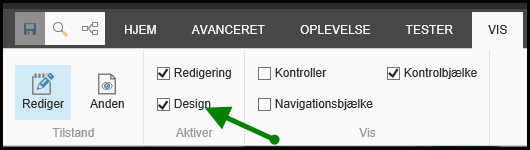 HJEM AVANCERET OPLEVELSE TESTER VIS
Redigering Kontroller Kontrolbjælke
Rediger Anden Design Navigationsbjælke
Tilstand Aktiver Vis